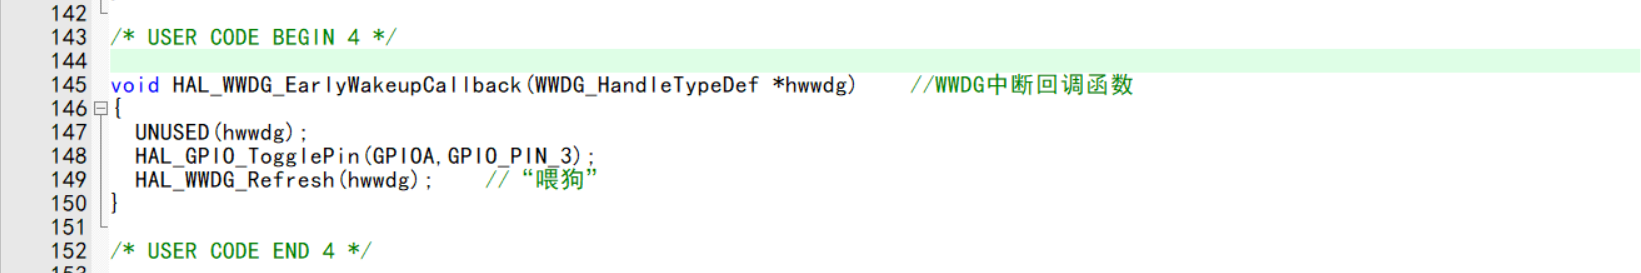 142
143 /* USER CODE BEGIN 4 */
144
145 void HAL_WWDG_EarlyWakeupCallback(WWDG_HandleTypeDef *hwwdg) //WWDG中断回调函数
146 {
147 UNUSED(hwwdg);
148 HAL_GPIO_TogglePin(GPIOA,GPIO_PIN_3);
149 HAL_WWDG_Refresh(hwwdg); //“喂狗”
150 }
151
152 /* USER CODE END 4 */
153